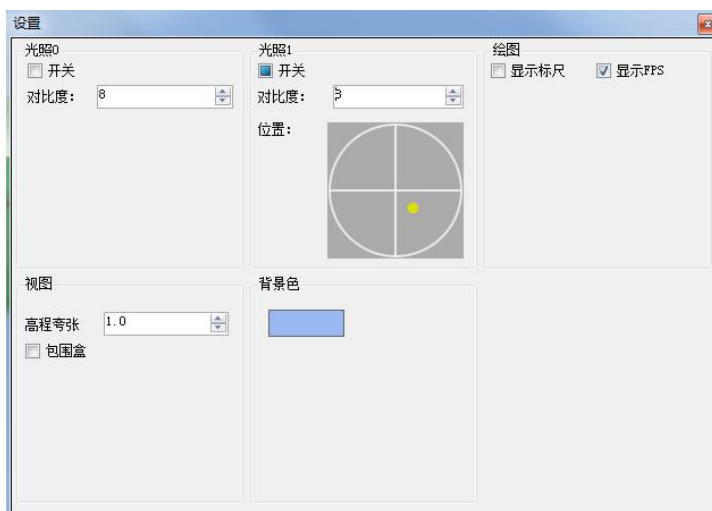 设置
光照0
开关
对比度：
8
光照1
开关
对比度：
位置：
绘图
显示标尺
显示FPS
视图
高程夸张
1.0
包围盒
背景色